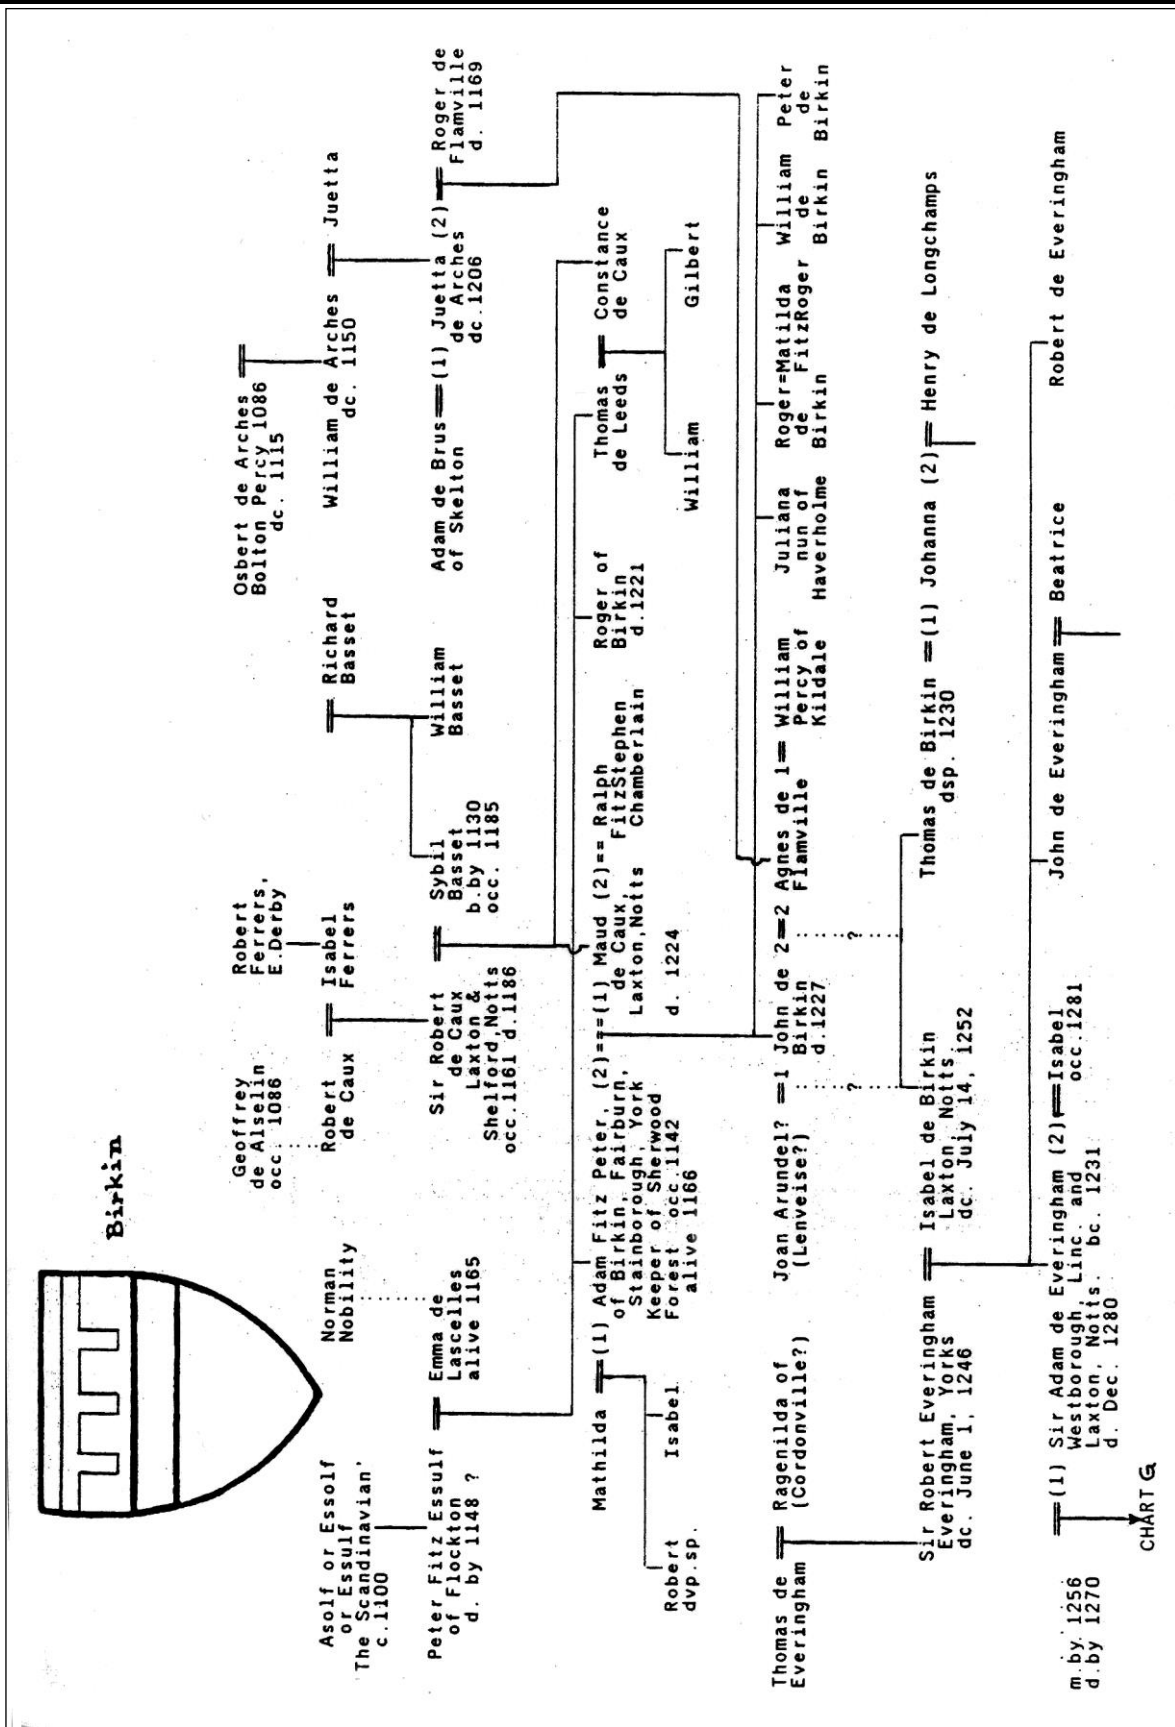 Birkin
Asolf or Essolf
or Essulf
'The Scandinavian'
c.1100
Norman
Nobility
Geoffrey
de Alselin
occ. 1086
Robert
Ferrers,
E.Derby
Osbert de Arches
Bolton Percy 1086
dc. 1115
Robert
de Caux
Isabel
Ferrers
Richard
Basset
William de Arches
dc. 1150
Juetta
Peter Fitz Essulf
of Flockton
d. by 1148 ?
Emma de
Lascelles
alive 1165
Sir Robert
de Caux
Laxton &
Shelford,Notts
occ.1161 d.1186
Sybil
Basset
b.by 1130
occ. 1185
William
Basset
Adam de Brus==(1) Juetta (2)
of Skelton
de Arches
dc.1206
Roger de
Flamville
d. 1169
Mathilda
(1) Adam Fitz Peter, (2)===(1) Maud (2)== Ralph
of Birkin, Fairburn,
Stainborough, York
Keeper of Sherwood
Forest occ.1142
alive 1166
de Caux,
Laxton,Notts
d. 1224
FitzStephen
Chamberlain
Roger of
Birkin
d.1221
Thomas
de Leeds
Constance
de Caux
Robert
dvp.sp.
Isabel
William
Gilbert
Thomas de
Everingham
Ragenilda of
(Cordonville?)
Joan Arundel? =1 John de 2==2 Agnes de 1== William
(Lenveise?)
Birkin
d.1227
Flamville
Percy of
Kildale
Juliana
nun of
Haverholme
Roger=Matilda
de FitzRoger
Birkin
William
de
Birkin
Peter
de
Birkin
?
?
Sir Robert Everingham
Everingham, Yorks
dc. June 1, 1246
Isabel de Birkin
Laxton, Notts
dc. July 14, 1252
Thomas de Birkin ==(1) Johanna (2)== Henry de Longchamps
dsp. 1230
m.by. 1256
d.by 1270
(1) Sir Adam de Everingham (2)
Westborough, Linc. and
Laxton, Notts. bc. 1231
d. Dec. 1280
Isabel
occ.1281
John de Everingham
Beatrice
Robert de Everingham
CHART G